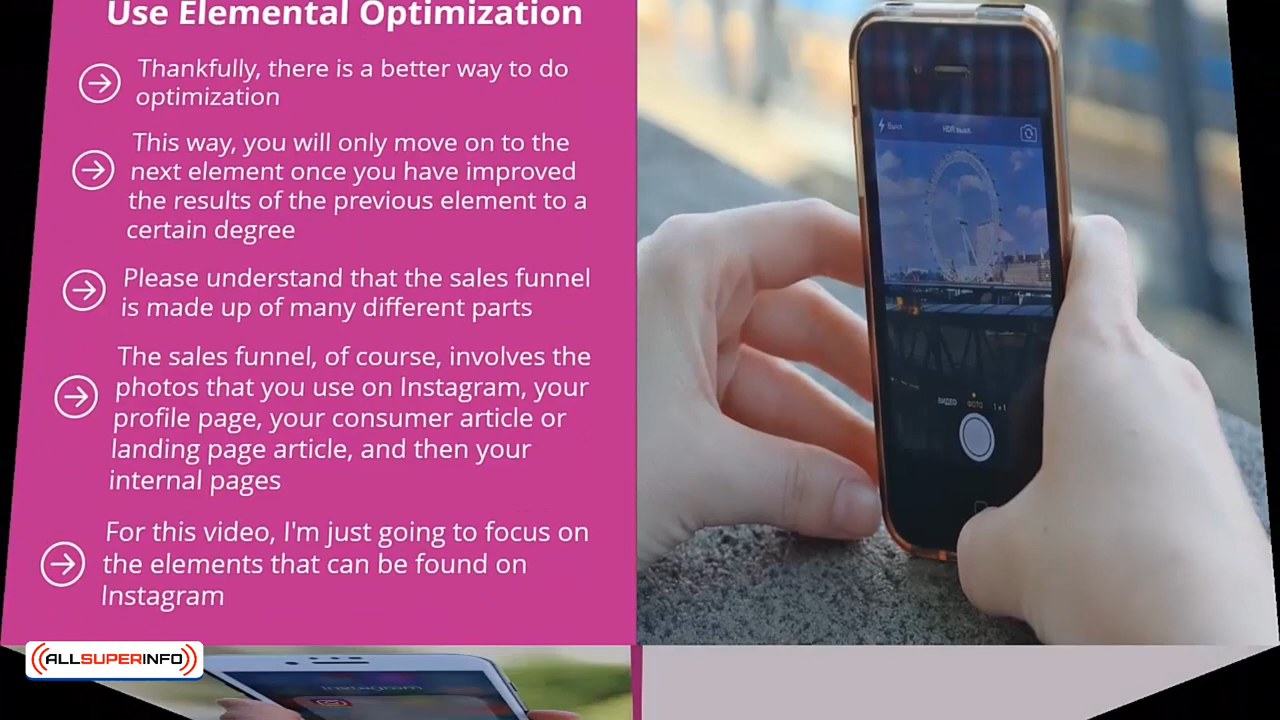 Use Elemental Optimization
Thankfully, there is a better way to do
optimization
This way, you will only move on to the
next element once you have improved
the results of the previous element to a
certain degree
Please understand that the sales funnel
is made up of many different parts
The sales funnel, of course, involves the
photos that you use on Instagram, your
profile page, your consumer article or
landing page article, and then your
internal pages
For this video, I'm just going to focus on
the elements that can be found on
Instagram
ALLSUPERINFO
Instagram